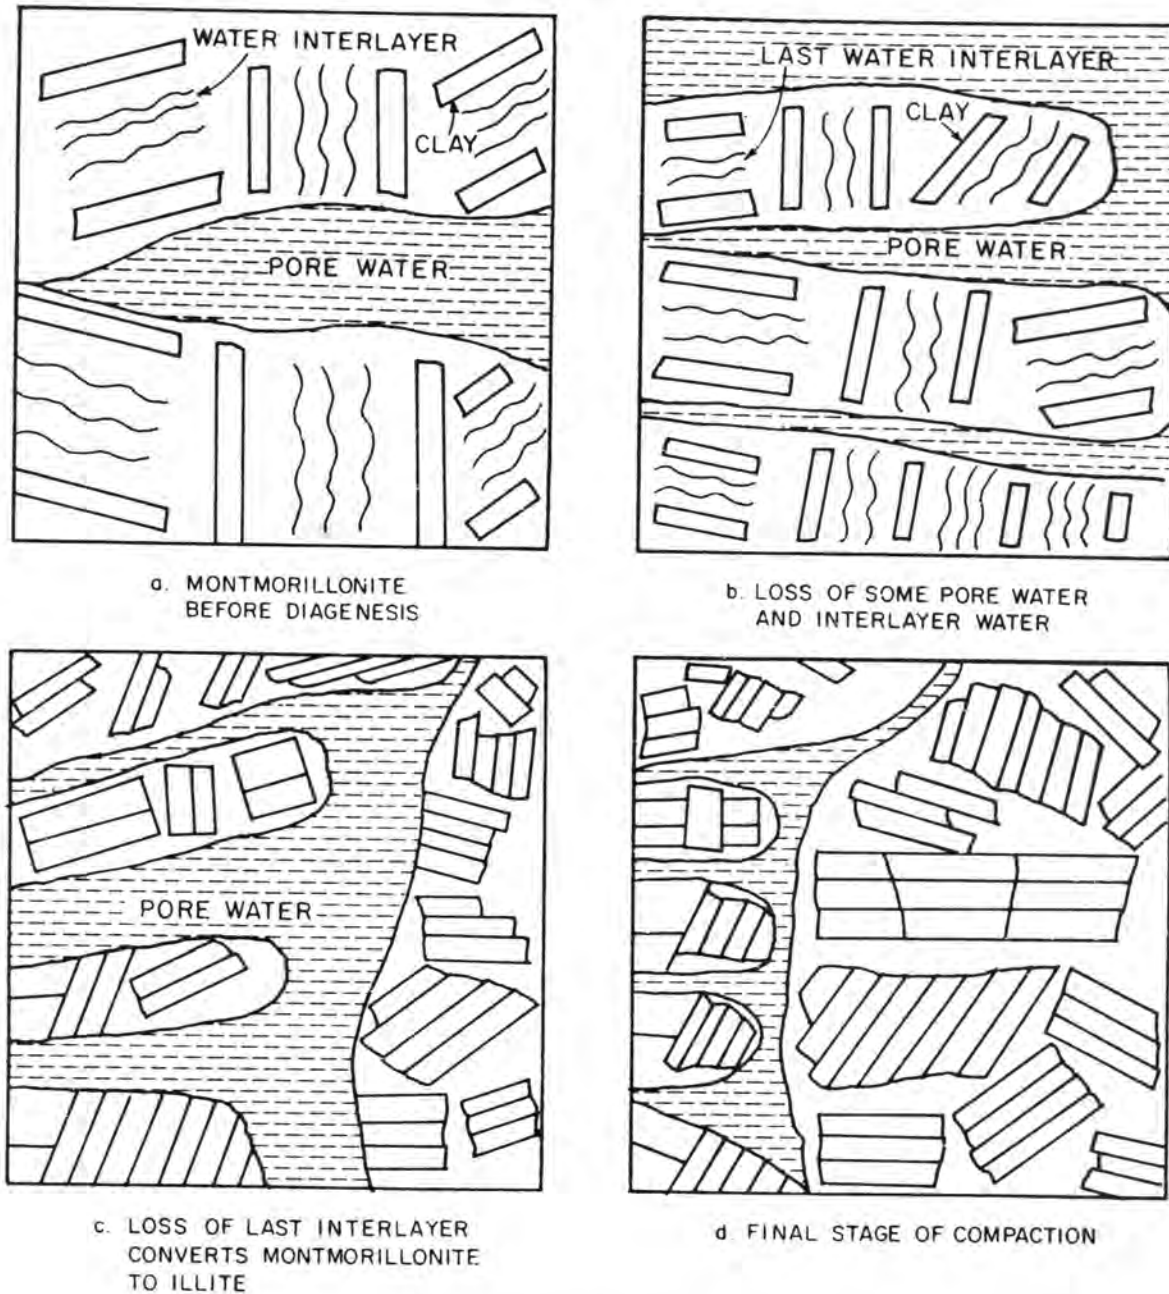 WATER INTERLAYER
CLAY
PORE WATER
a. MONTMORILLONITE
BEFORE DIAGENESIS
LAST WATER INTERLAYER
CLAY
PORE WATER
b. LOSS OF SOME PORE WATER
AND INTERLAYER WATER
PORE WATER
c. LOSS OF LAST INTERLAYER
CONVERTS MONTMORILLONITE
TO ILLITE
d. FINAL STAGE OF COMPACTION